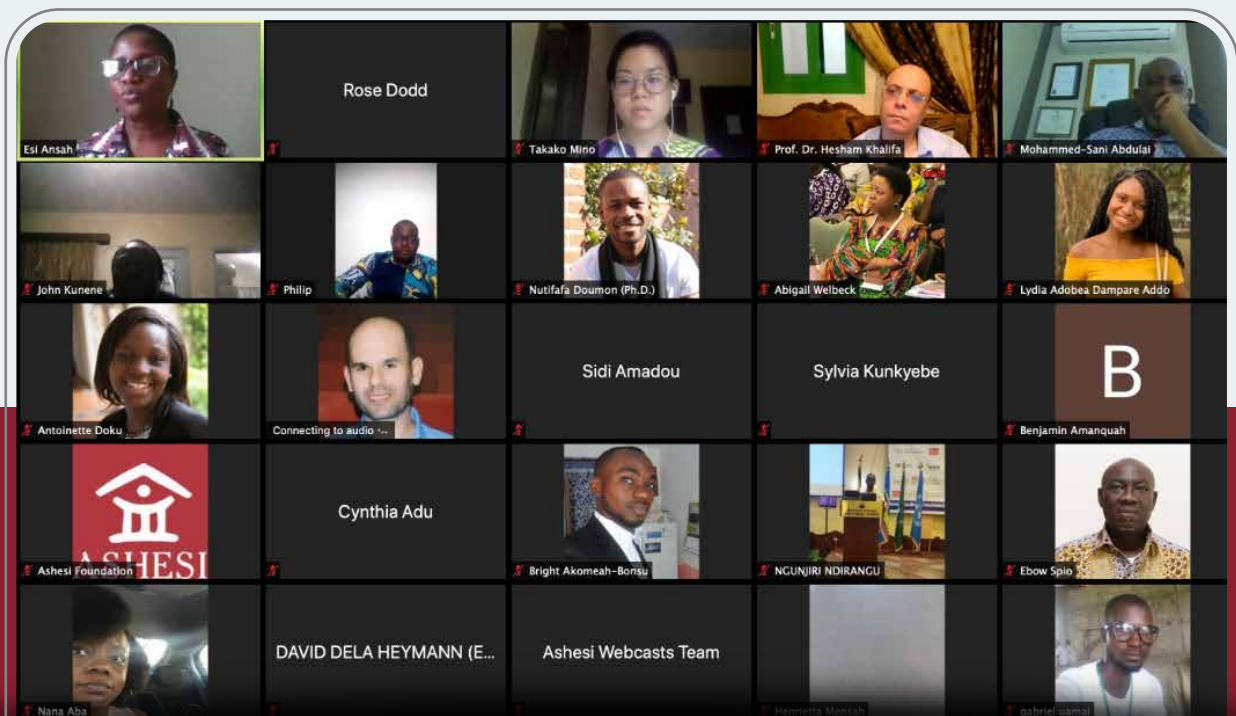 Esi Ansah
Rose Dodd
Takako Mino
Prof. Dr. Hesham Khalifa
Mohammed-Sani Abdulai
John Kunene
Philip
Nutifafa Doumon (Ph.D.)
Abigail Welbeck
Lydia Adobea Dampare Addo
Antoinette Doku
Connecting to audio ...
Sidi Amadou
Sylvia Kunkyebe
B
Benjamin Amanquah
ASHESI
Ashesi Foundation
Cynthia Adu
Bright Akomeah-Bonsu
NGUNJIRI NDIRANGU
Ebow Spio
Nana Aba
DAVID DELA HEYMANN (E...
Ashesi Webcasts Team
Henrietta Mensah
gabriel uamai